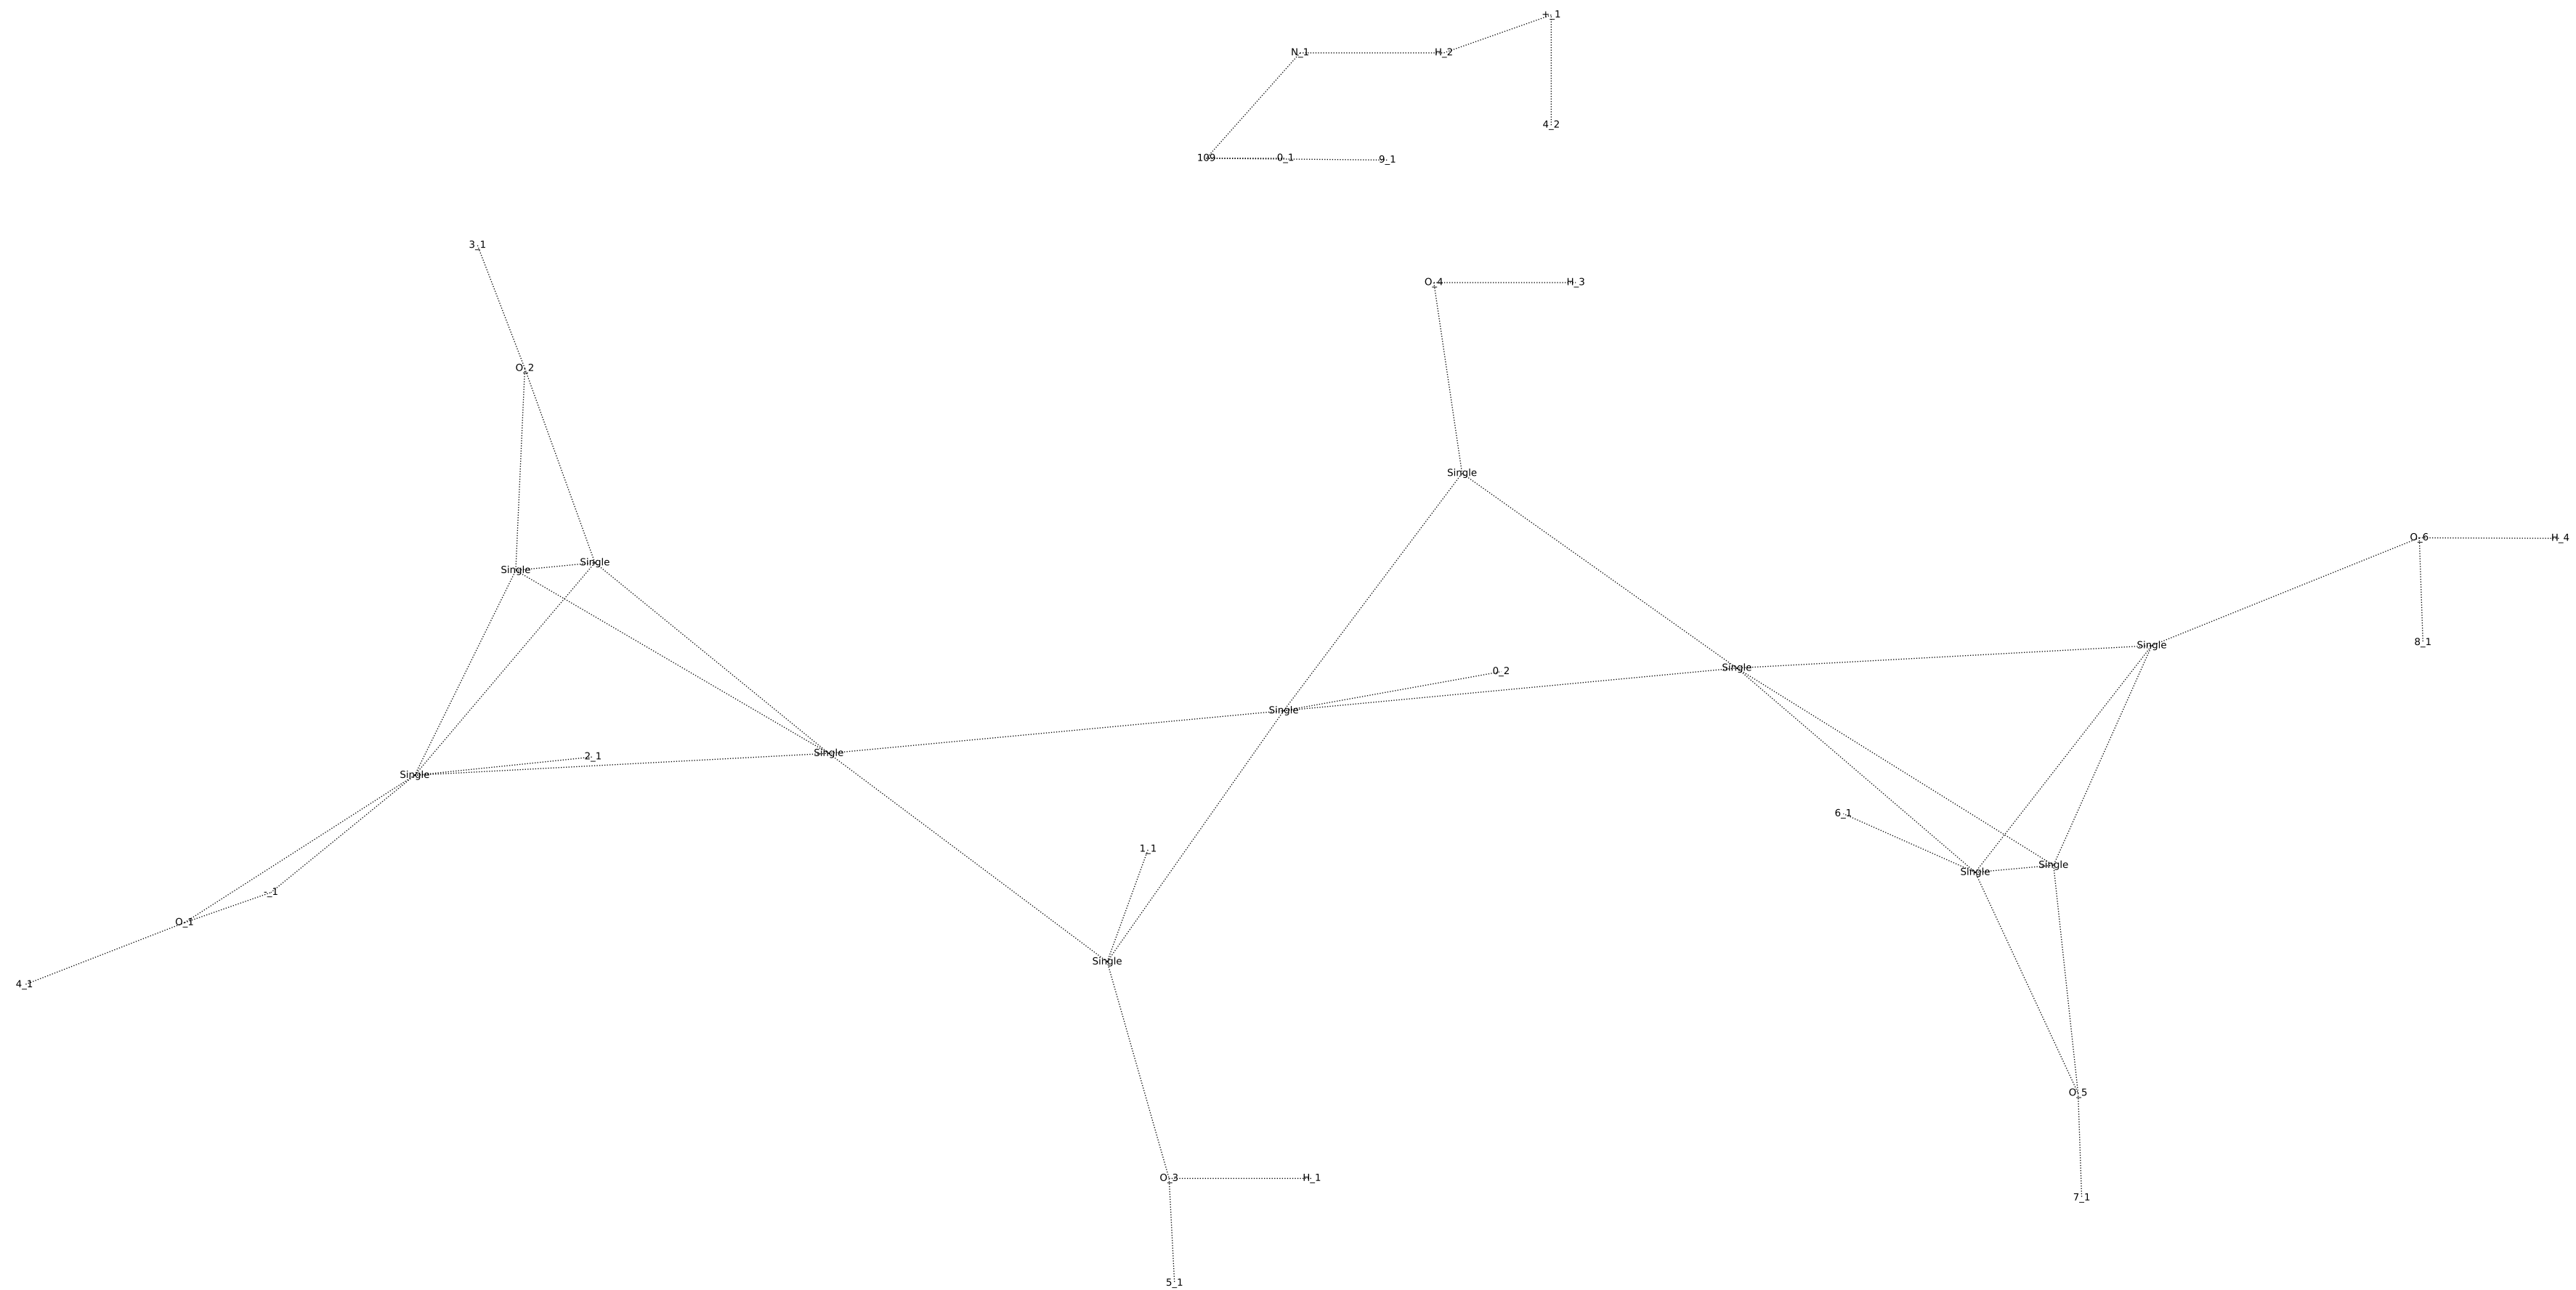 +_1
N_1 H_2
4_2
109 0_1 9_1
3_1
O_4 H_3
O_2
Single
O_6 H_4
Single Single
8_1
Single
Single 0_2
Single
Single 2_1 Single
6_1
1_1
Single Single
-_1
O_1
Single
4_1
O_5
O_3 H_1
7_1
5_1